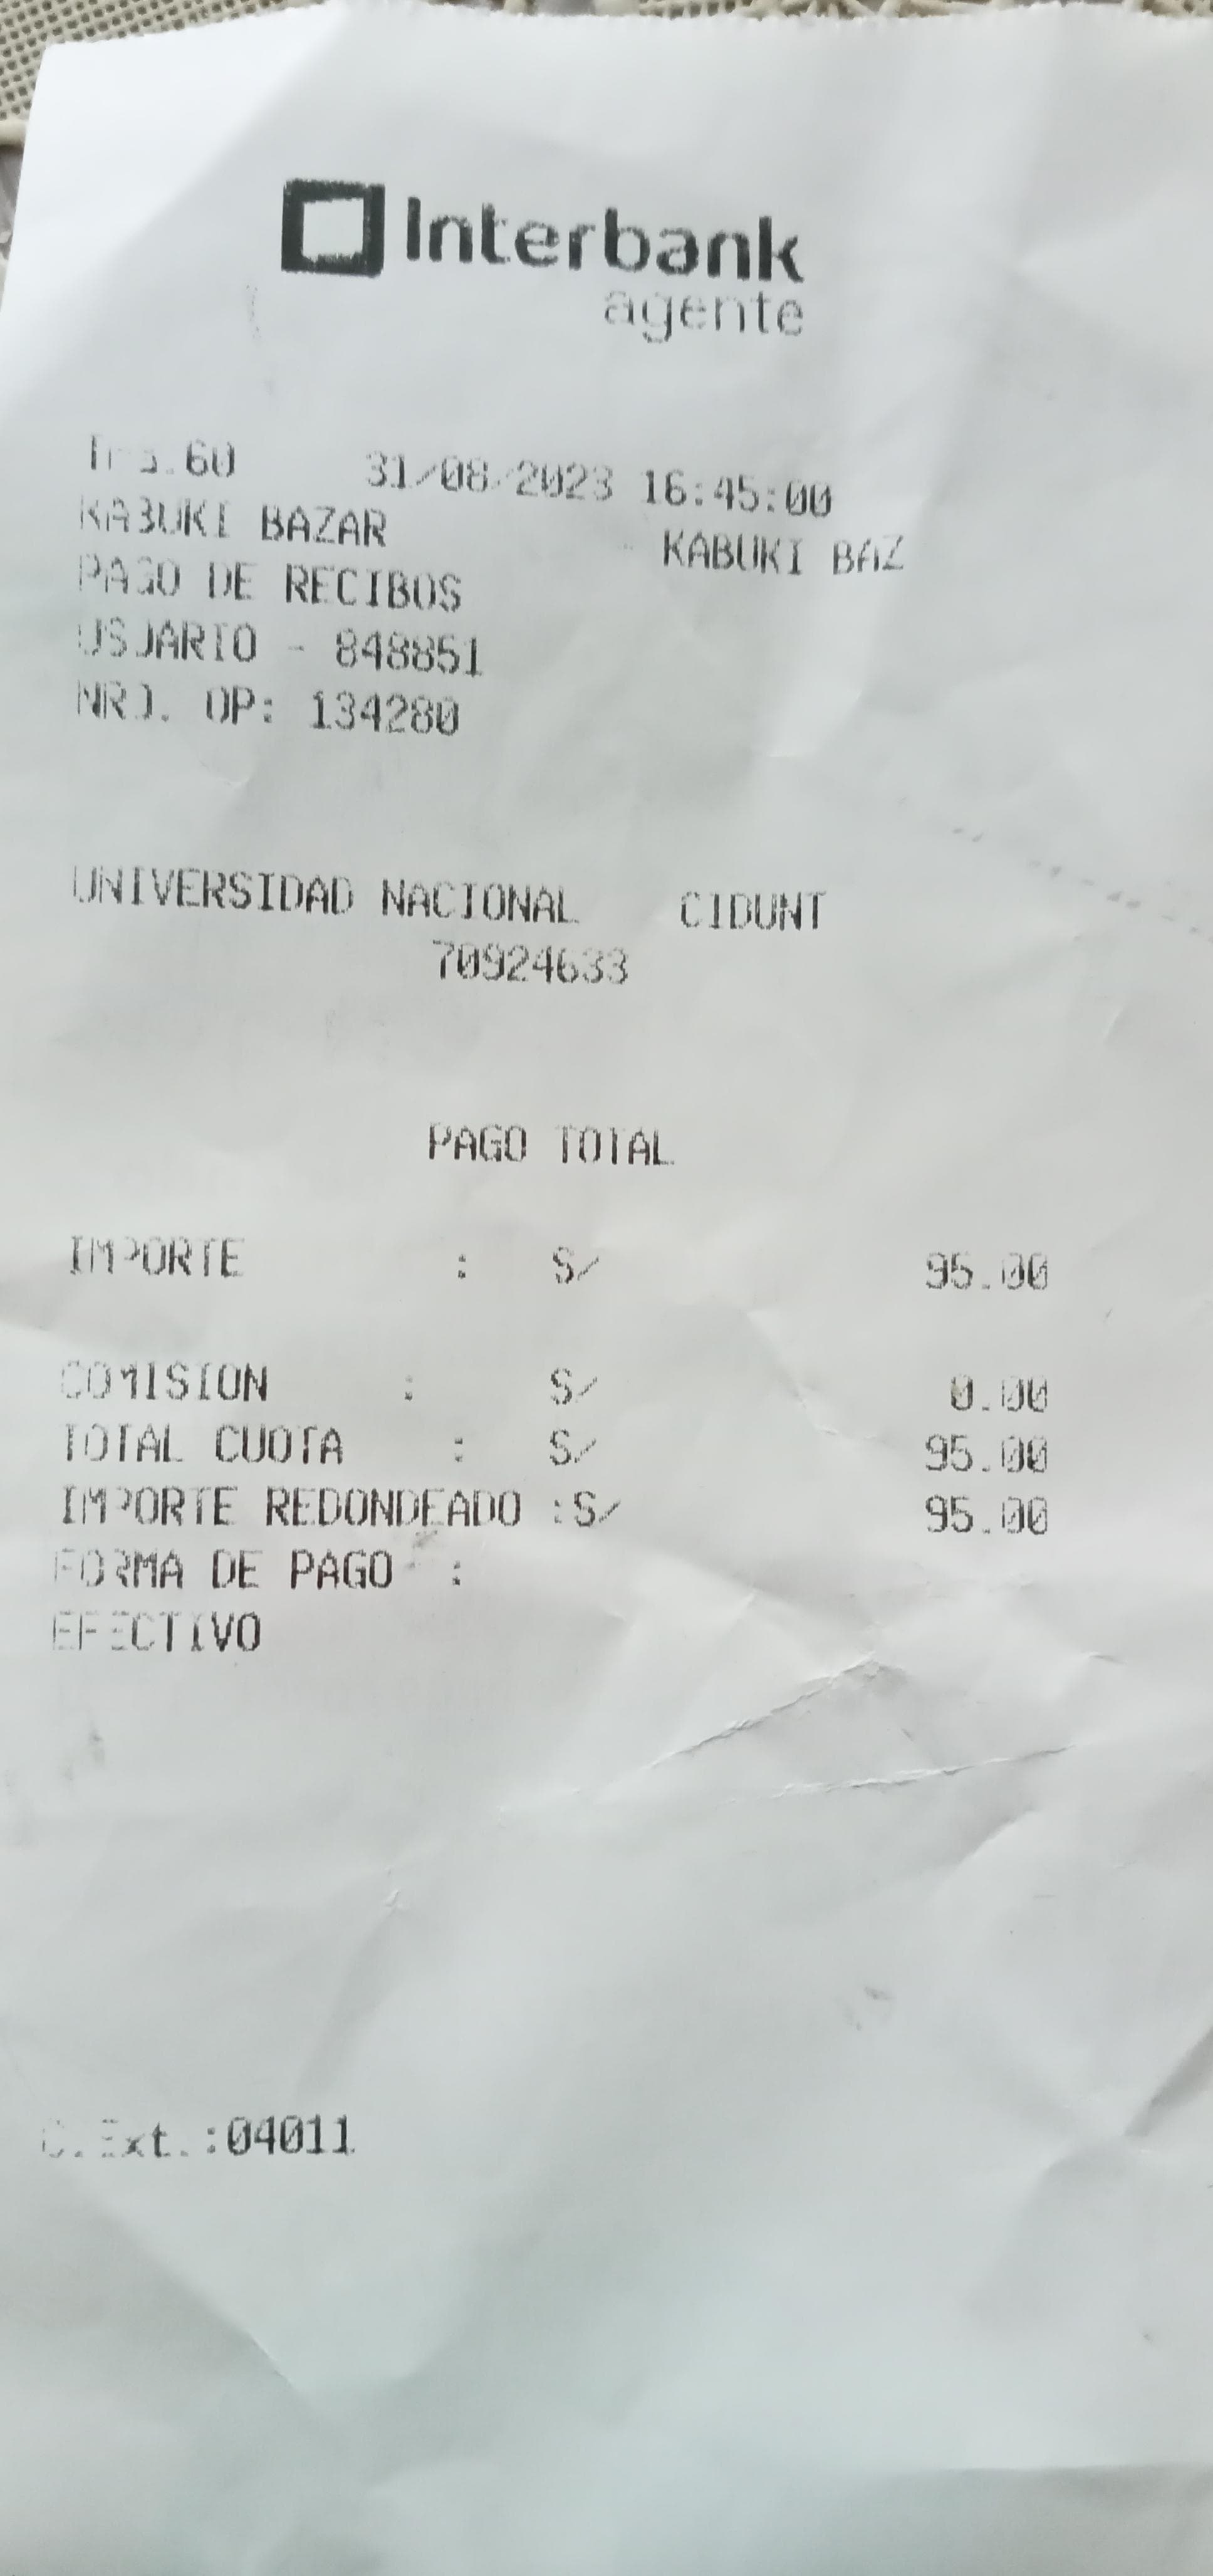 Interbank
agente
Tra.60 31/08/2023 16:45:00
KABUKI BAZAR KABUKI BAZ
PAGO DE RECIBOS
USUARIO - 848851
NRO. OP: 134280
UNIVERSIDAD NACIONAL CIDUNT
70924633
PAGO TOTAL
IMPORTE : S/ 95.00
COMISION : S/ 0.00
TOTAL CUOTA : S/ 95.00
IMPORTE REDONDEADO :S/ 95.00
FORMA DE PAGO :
EFECTIVO
C.Ext.:04011